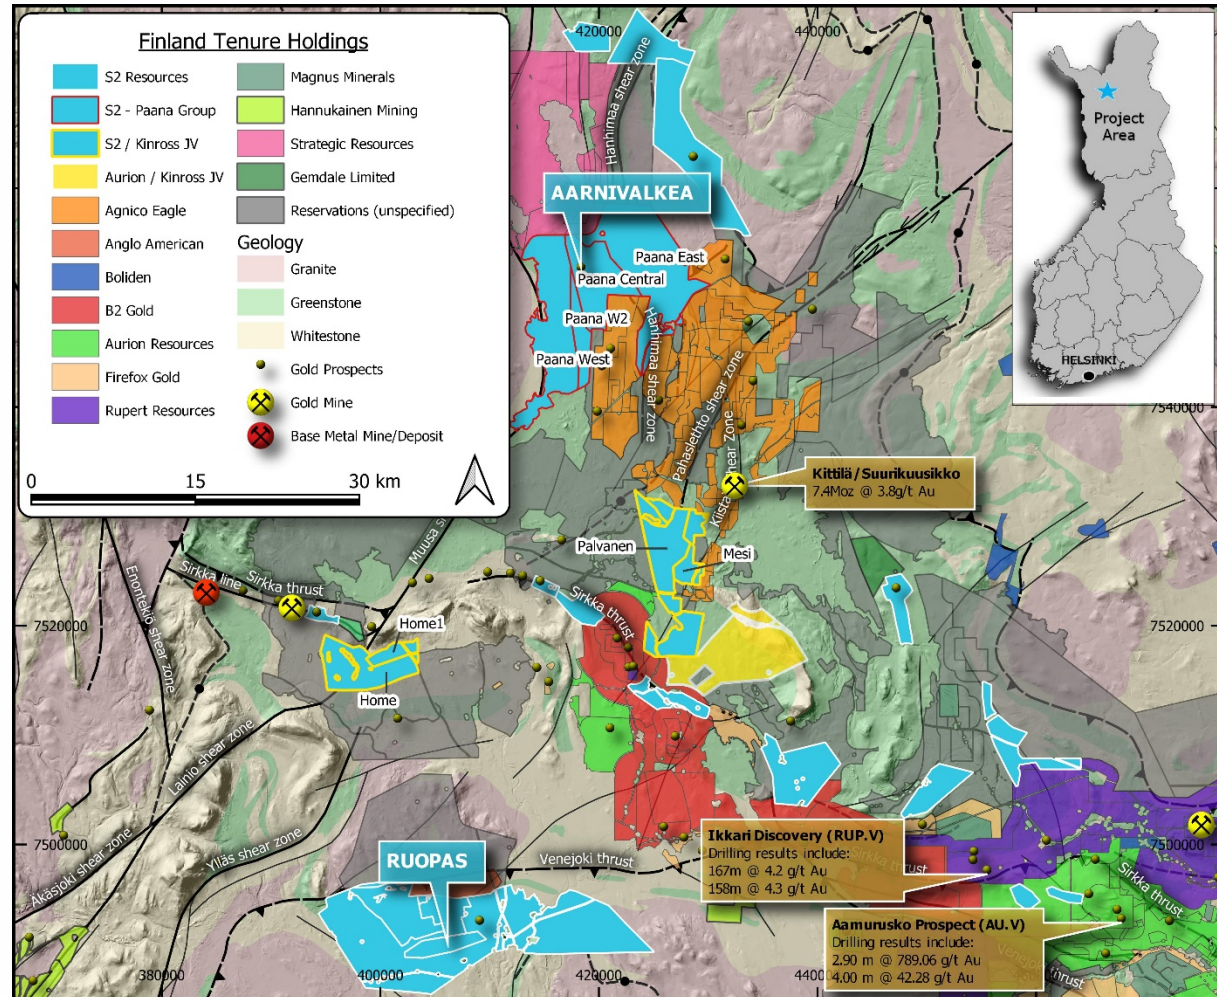 Finland Tenure Holdings
S2 Resources
S2 - Paana Group
S2 / Kinross JV
Aurion / Kinross JV
Agnico Eagle
Anglo American
Boliden
B2 Gold
Aurion Resources
Firefox Gold
Rupert Resources
Magnus Minerals
Hannukainen Mining
Strategic Resources
Gemdale Limited
Reservations (unspecified)
Geology
Granite
Greenstone
Whitestone
Gold Prospects
Gold Mine
Base Metal Mine/Deposit
0 15 30 km
420000
440000
Project
Area
HELSINKI
Hanhimaa shear zone
AARNIVALKEA
Paana East
Paana Central
Paana W2
Paana West
Hanhimaa shear zone
Pahaslehto shear zone
Shear Zone
7540000
Kittilä/Suurikuusikko
7.4Moz @ 3.8g/t Au
Palvanen
Mesi
Muusa
Sirkka line
Sirkka thrust
Sirkka thrust
Enontekiö shear zone
7520000
7520000
Home1
Home
Lainio shear zone
Äkäsjoki shear zone
Ylläs shear zone
7500000
7500000
RUOPAS
Venejoki thrust
Ikkari Discovery (RUP.V)
Drilling results include:
167m @ 4.2 g/t Au
158m @ 4.3 g/t Au
Sirkka thrust
Sirkka thrust
Aamurusko Prospect (AU.V)
Drilling results include:
2.90 m @ 789.06 g/t Au
4.00 m @ 42.28 g/t Au
thrust
380000
400000
420000